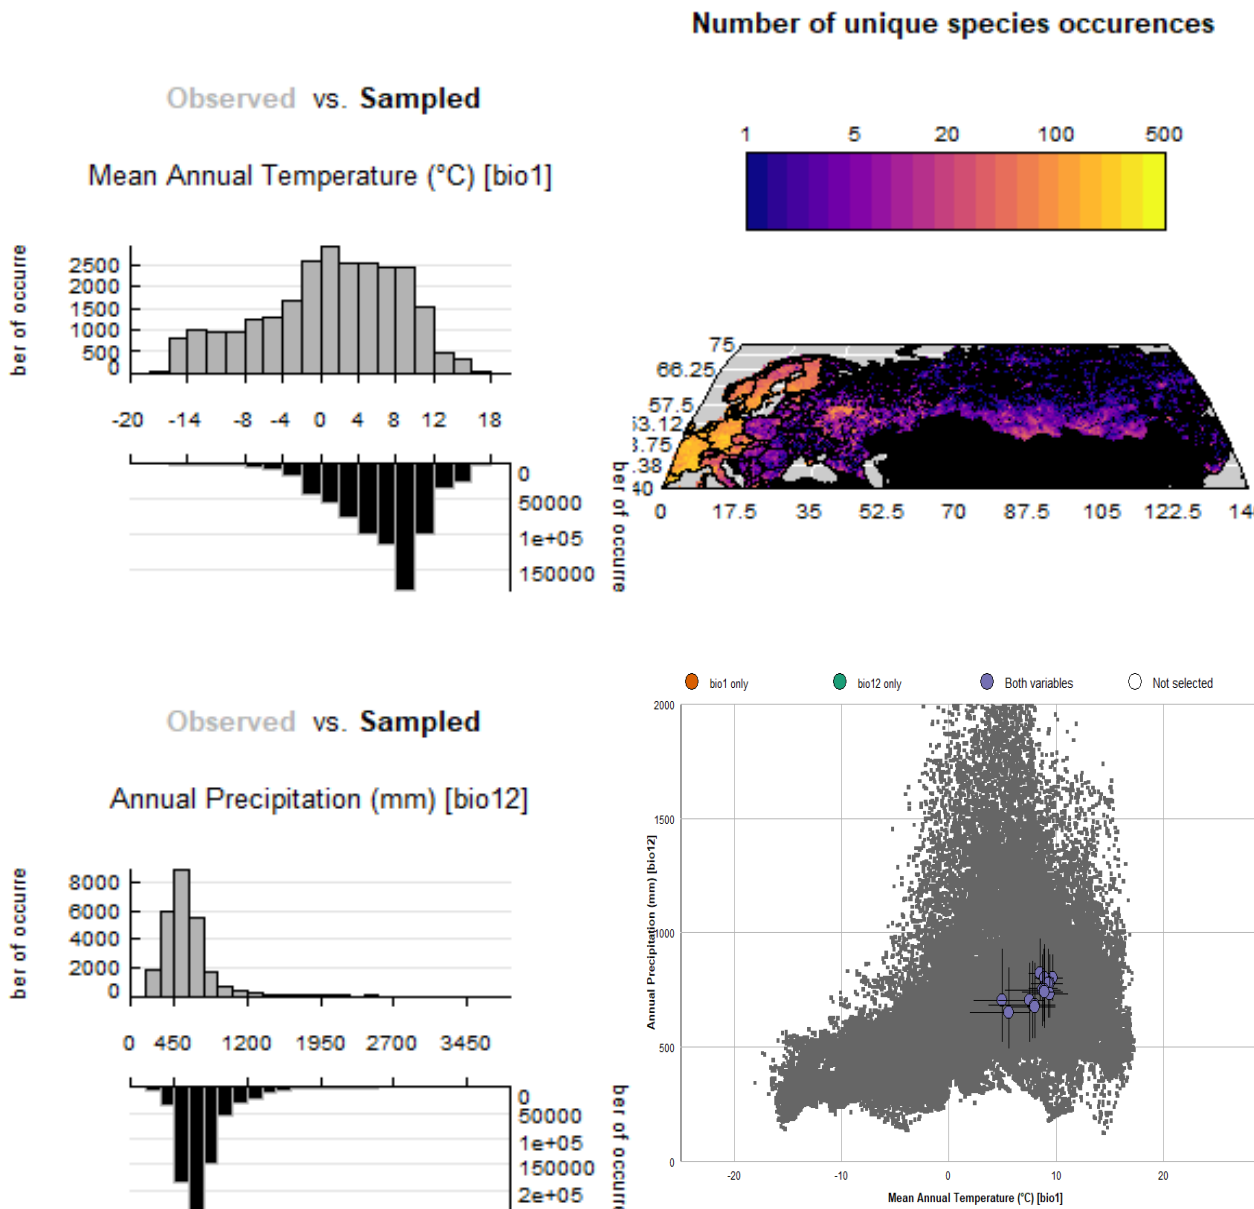 Number of unique species occurences
1 5 20 100 500
75
66.25
57.5
40
0 17.5 35 52.5 70 87.5 105 122.5
Observed vs. Sampled
Mean Annual Temperature (°C) [bio1]
ber of occurre
2500
2000
1500
1000
500
0
-20 -14 -8 -4 0 4 8 12 18
0
50000
1e+05
150000
ber of occurre
Observed vs. Sampled
Annual Precipitation (mm) [bio12]
ber of occurre
8000
6000
4000
2000
0
0 450 1200 1950 2700 3450
0
50000
1e+05
150000
2e+05
ber of occurre
bio1 only bio12 only Both variables Not selected
2000
1500
1000
500
0
Annual Precipitation (mm) [bio12]
-20 -10 0 10 20
Mean Annual Temperature (°C) [bio1]